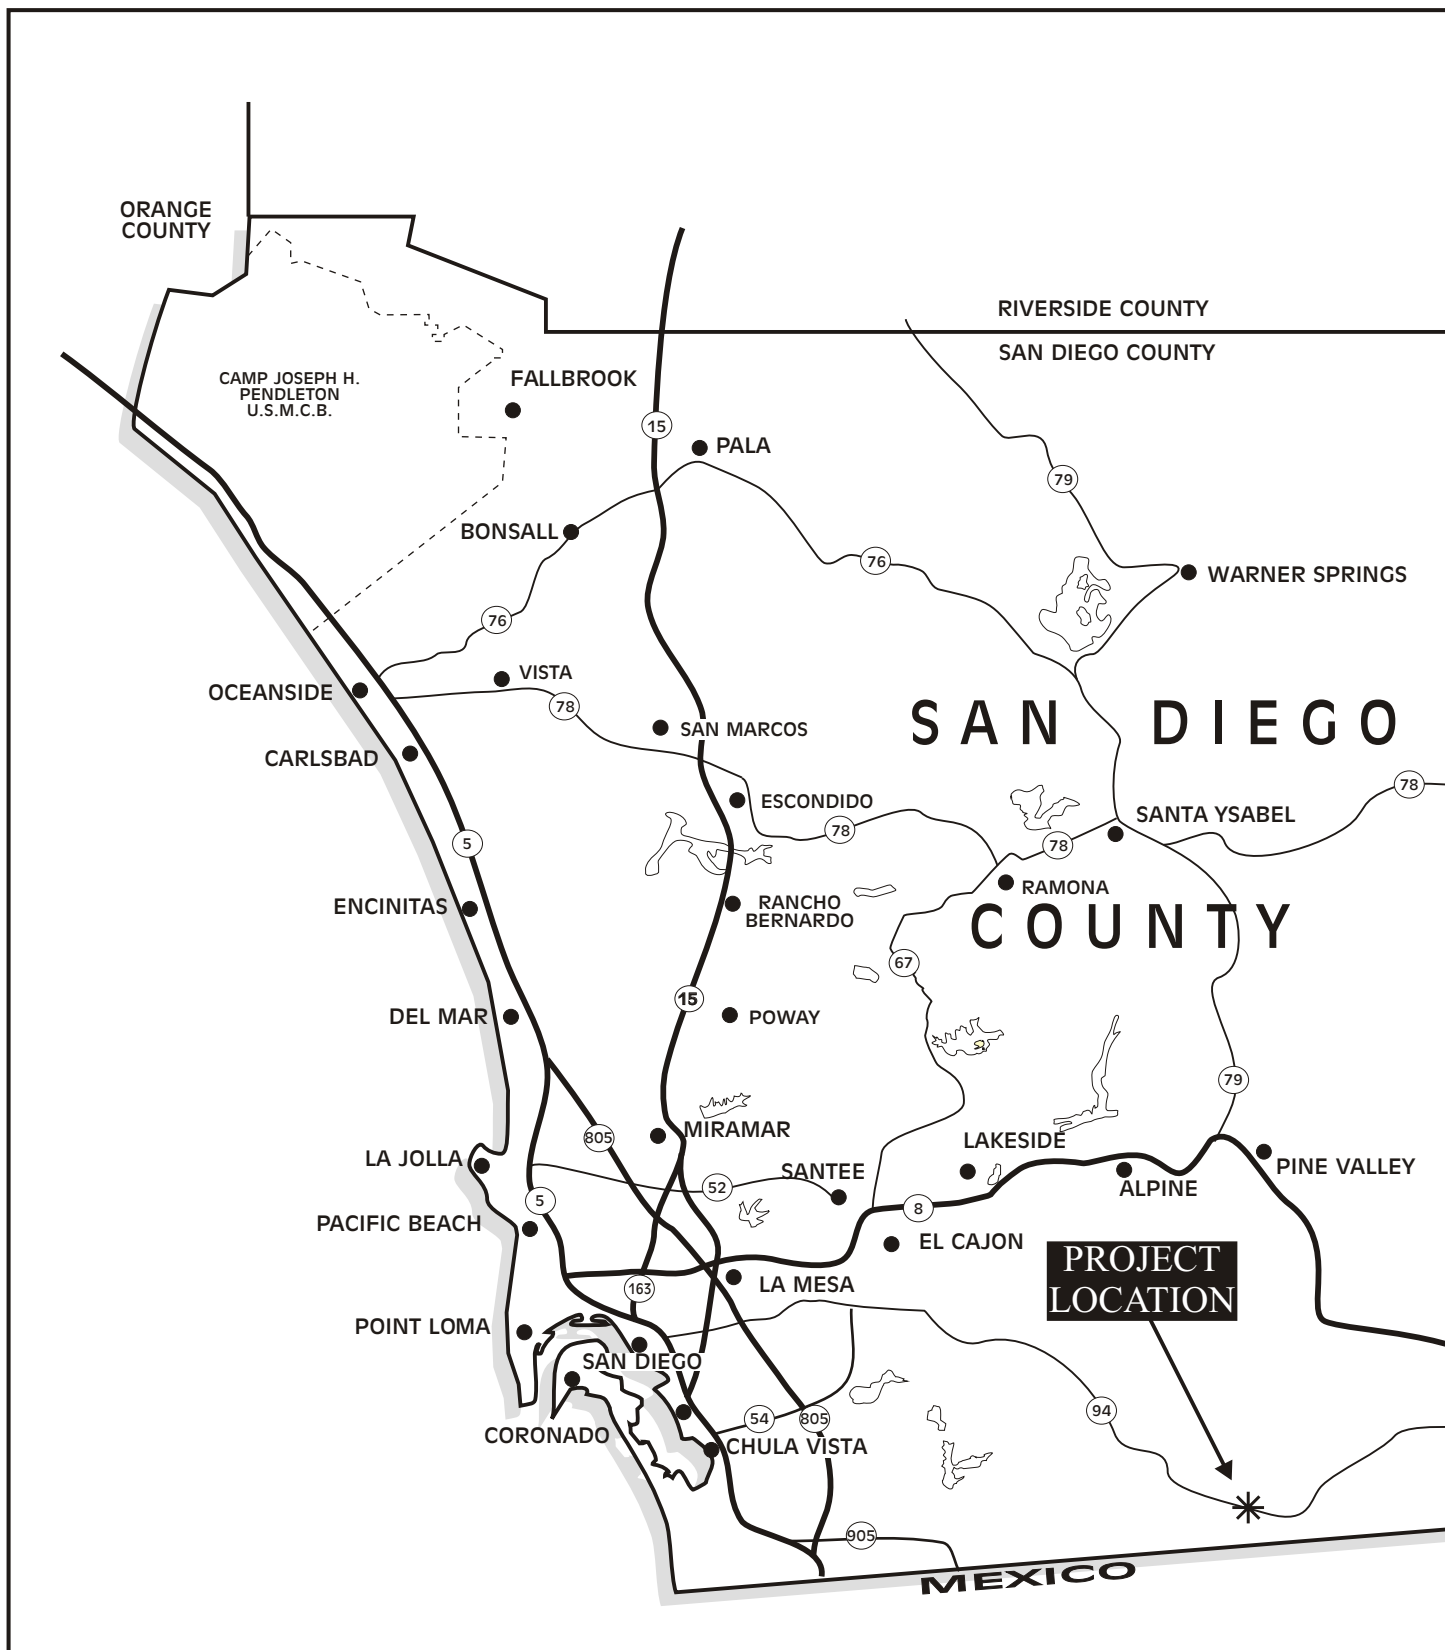 ORANGE
COUNTY
RIVERSIDE COUNTY
SAN DIEGO COUNTY
CAMP JOSEPH H.
PENDLETON
U.S.M.C.B.
FALLBROOK
15
PALA
79
BONSALL
76
WARNER SPRINGS
76
VISTA
OCEANSIDE
78
SAN MARCOS
SAN DIEGO
CARLSBAD
78
ESCONDIDO
SANTA YSABEL
78
5
78
RAMONA
ENCINITAS
RANCHO
BERNARDO
COUNTY
67
15
DEL MAR
POWAY
79
805
MIRAMAR
LAKESIDE
LA JOLLA
PINE VALLEY
SANTEE
52
ALPINE
5
8
PACIFIC BEACH
EL CAJON
PROJECT
LOCATION
163
LA MESA
POINT LOMA
SAN DIEGO
94
54
805
CORONADO
CHULA VISTA
905
MEXICO